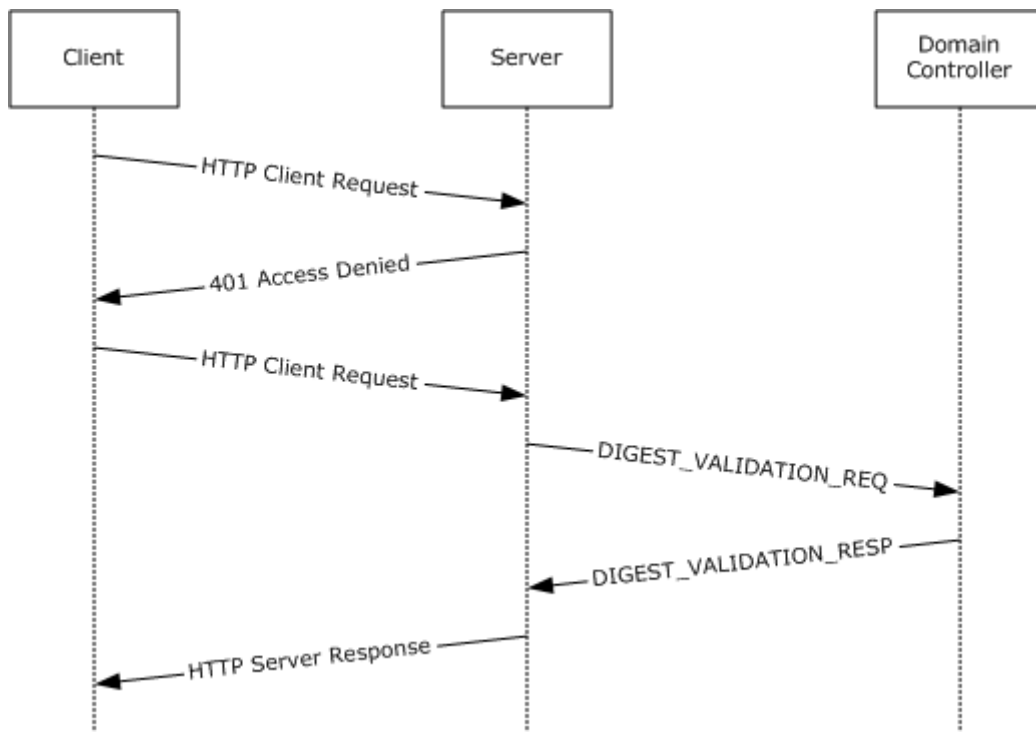 Client
Server
Domain
Controller
HTTP Client Request
401 Access Denied
HTTP Client Request
DIGEST_VALIDATION_REQ
DIGEST_VALIDATION_RESP
HTTP Server Response